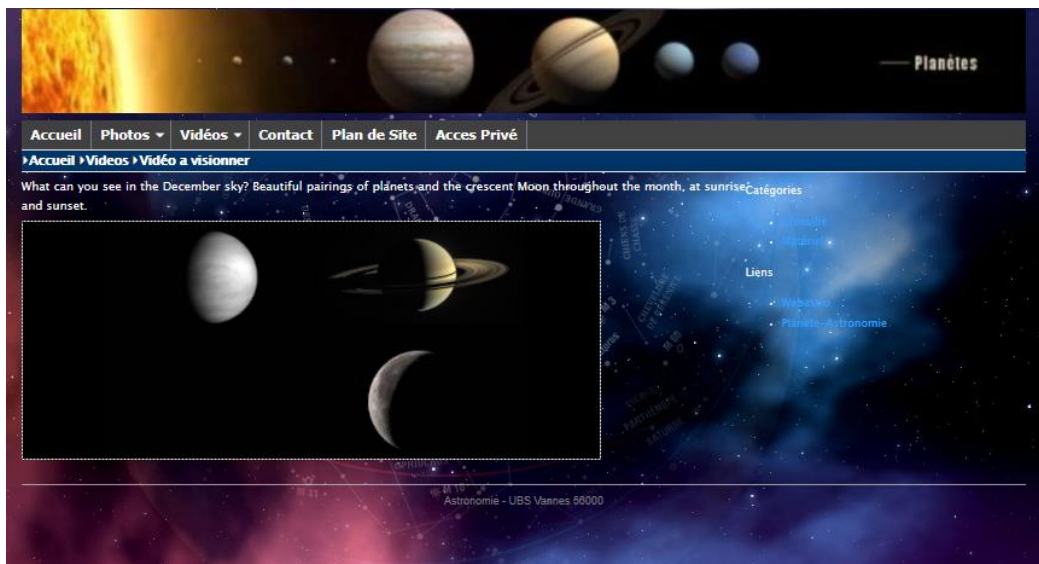 Planètes
Accueil Photos Vidéos Contact Plan de Site Acces Privé
Accueil Videos Vidéo a visionner
What can you see in the December sky? Beautiful pairings of planets and the crescent Moon throughout the month, at sunrise
and sunset.
Catégories
Liens
Planète-Astronomie
Astronomie - UBS Vannes 56000